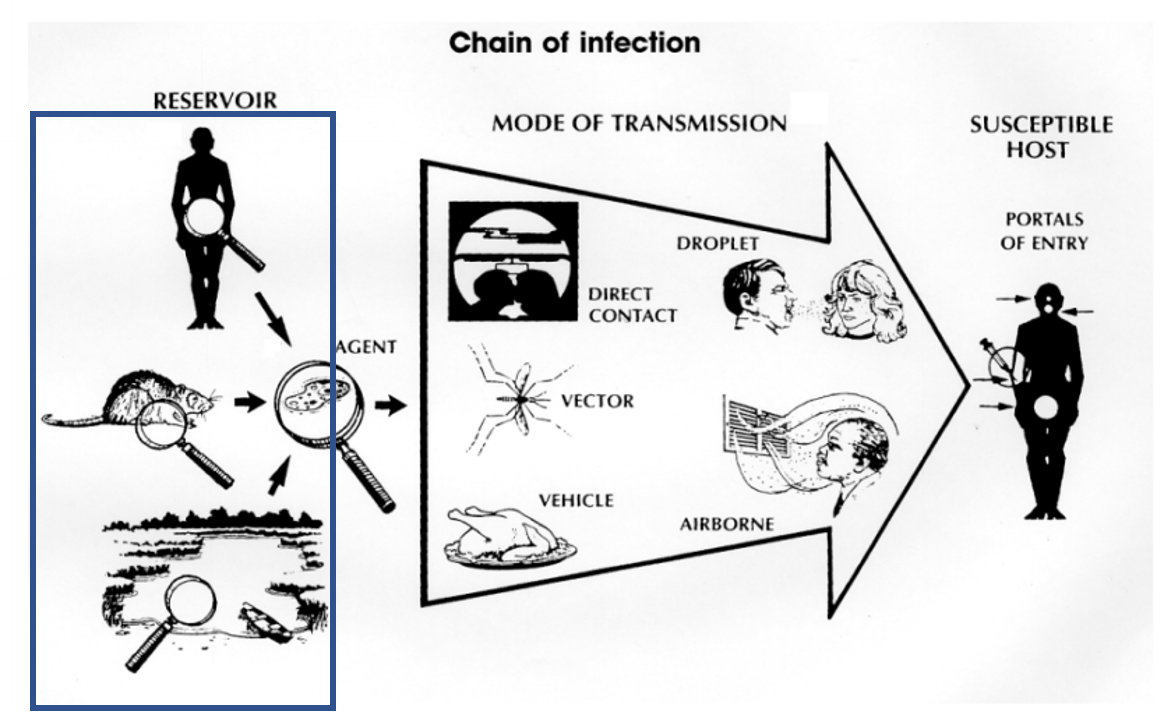 Chain of infection
RESERVOIR
MODE OF TRANSMISSION
SUSCEPTIBLE
HOST
PORTALS
OF ENTRY
AGENT
DIRECT
CONTACT
DROPLET
VECTOR
VEHICLE
AIRBORNE